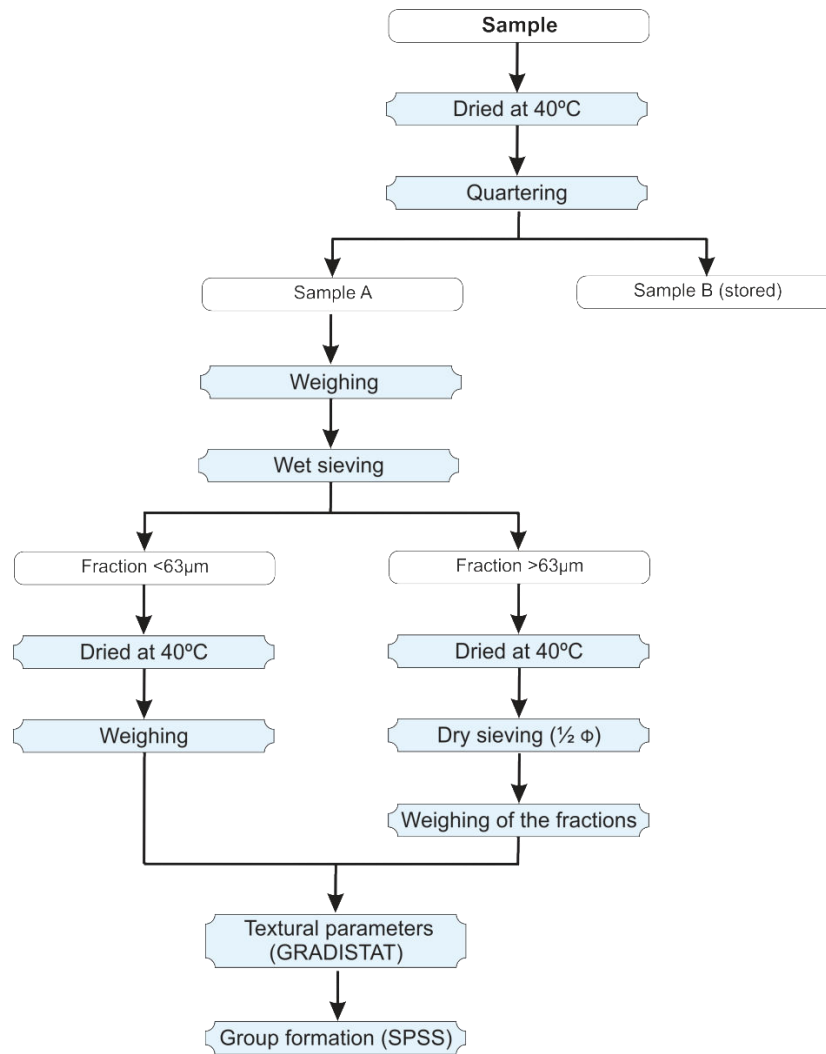 Sample
Dried at 40ºC
Quartering
Sample A
Sample B (stored)
Weighing
Wet sieving
Fraction <63µm
Fraction >63µm
Dried at 40ºC
Dried at 40ºC
Weighing
Dry sieving (½ Φ)
Weighing of the fractions
Textural parameters
(GRADISTAT)
Group formation (SPSS)